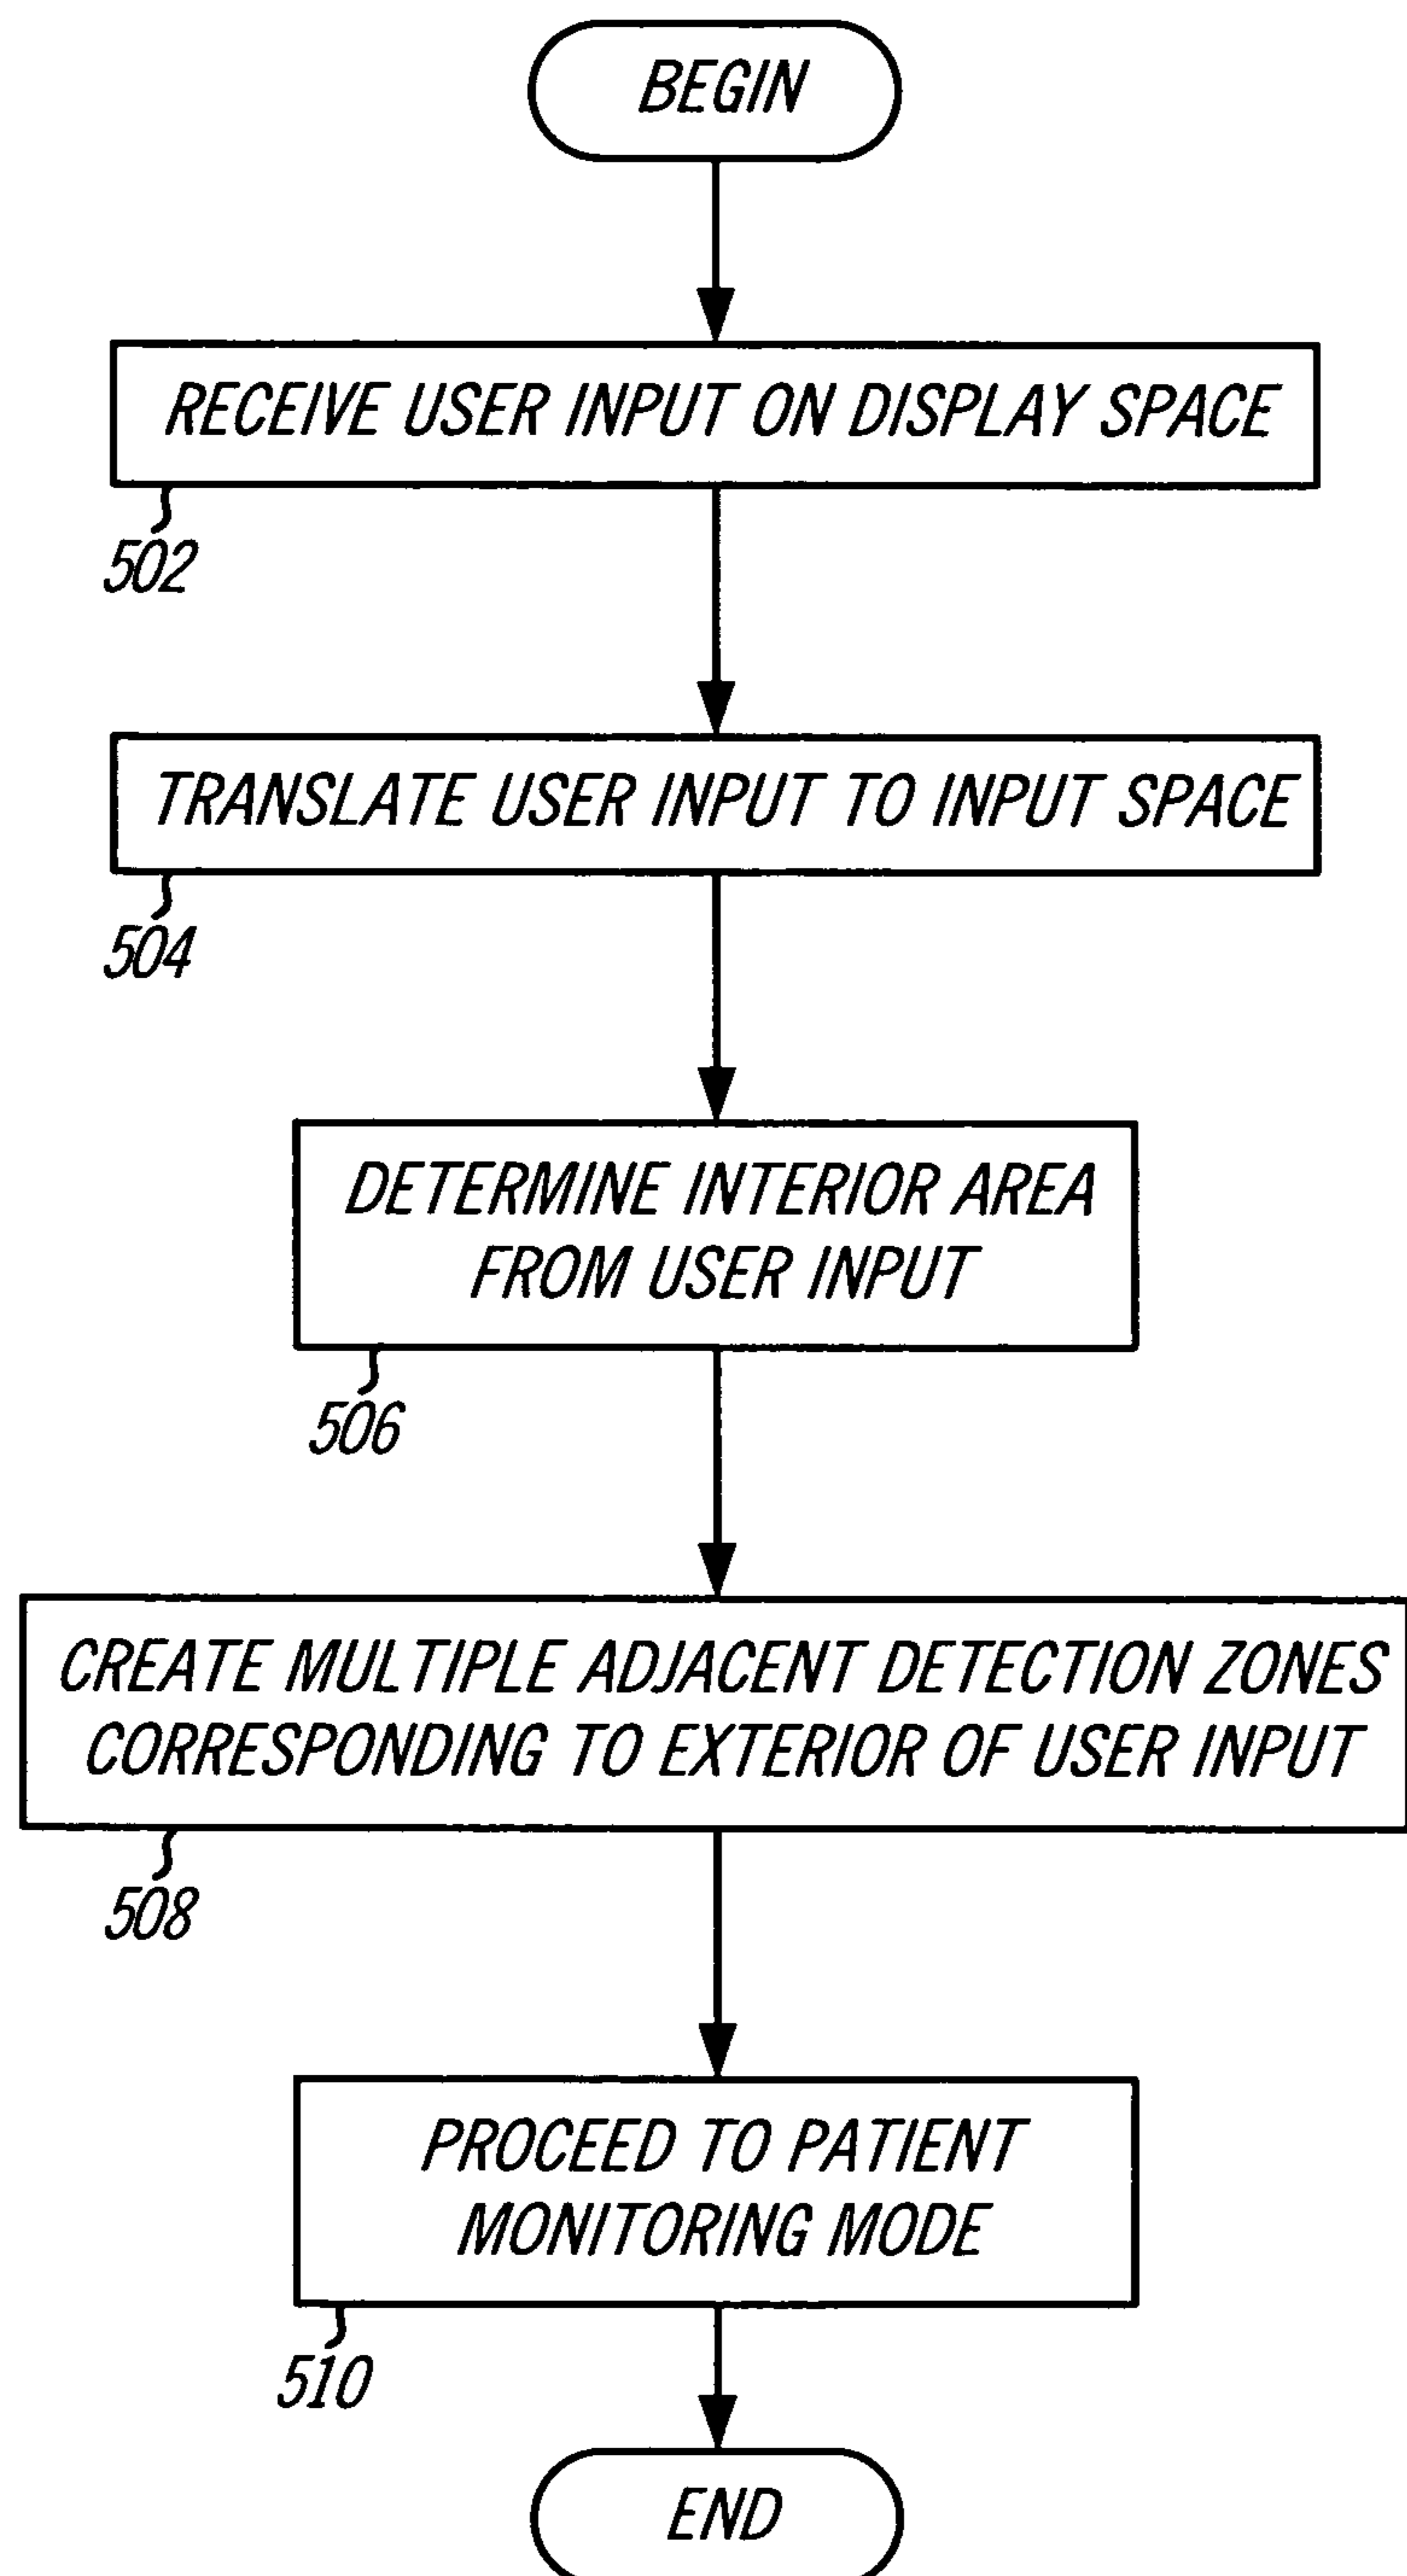 BEGIN
RECEIVE USER INPUT ON DISPLAY SPACE
502
TRANSLATE USER INPUT TO INPUT SPACE
504
DETERMINE INTERIOR AREA
FROM USER INPUT
506
CREATE MULTIPLE ADJACENT DETECTION ZONES
CORRESPONDING TO EXTERIOR OF USER INPUT
508
PROCEED TO PATIENT
MONITORING MODE
510
END